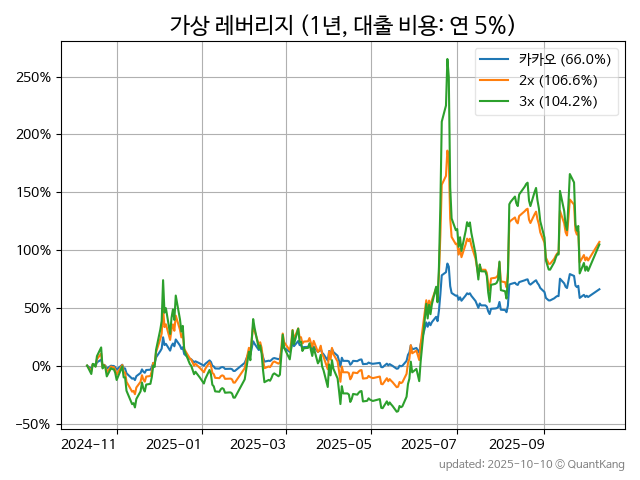 가상 레버리지 (1년, 대출 비용: 연 5%)
카카오 (66.0%)
2x (106.6%)
3x (104.2%)
250%
200%
150%
100%
50%
0%
−50%
2024-11
2025-01
2025-03
2025-05
2025-07
2025-09
updated: 2025-10-10 © QuantKang